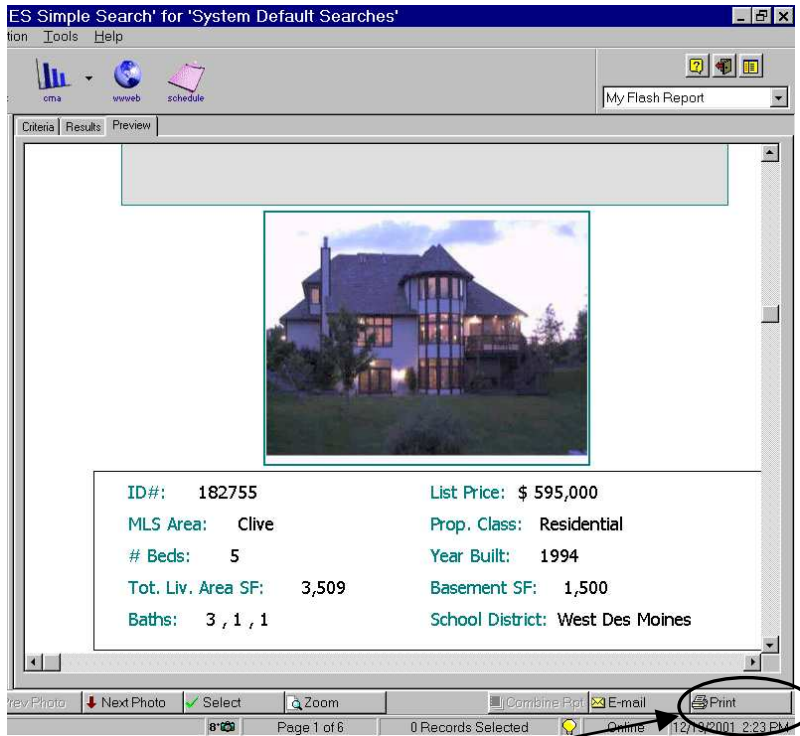 ES Simple Search' for 'System Default Searches'
tion Tools Help
cma wwweb schedule
My Flash Report
Criteria Results Preview
ID#: 182755 List Price: $ 595,000
MLS Area: Clive Prop. Class: Residential
# Beds: 5 Year Built: 1994
Tot. Liv. Area SF: 3,509 Basement SF: 1,500
Baths: 3 , 1 , 1 School District: West Des Moines
rev Photo Next Photo Select Zoom Combine Rpt E-mail Print
Page 1 of 6 0 Records Selected Online 2:23 PM